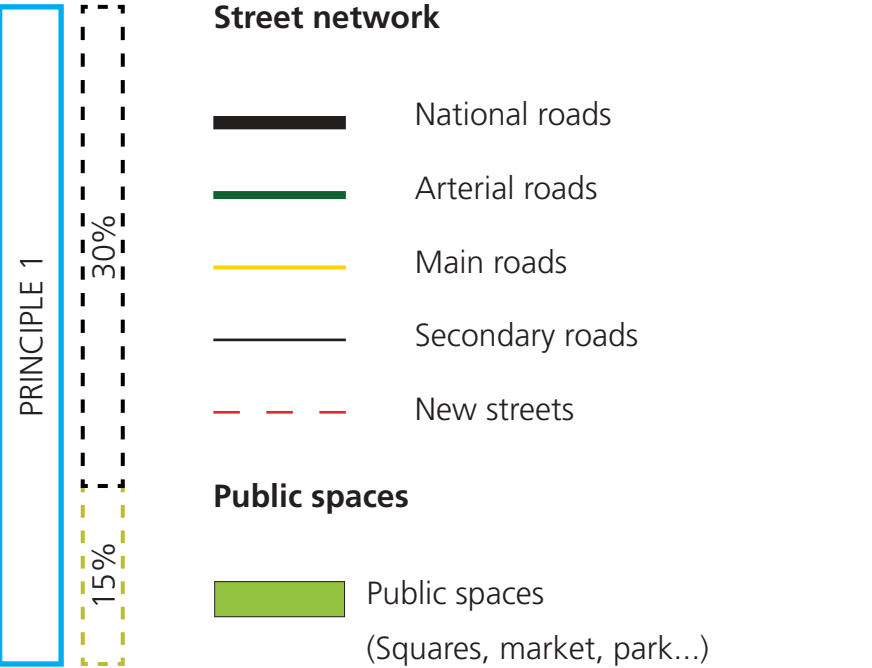 PRINCIPLE 1
30%
Street network
National roads
Arterial roads
Main roads
Secondary roads
New streets
15%
Public spaces
Public spaces
(Squares, market, park...)